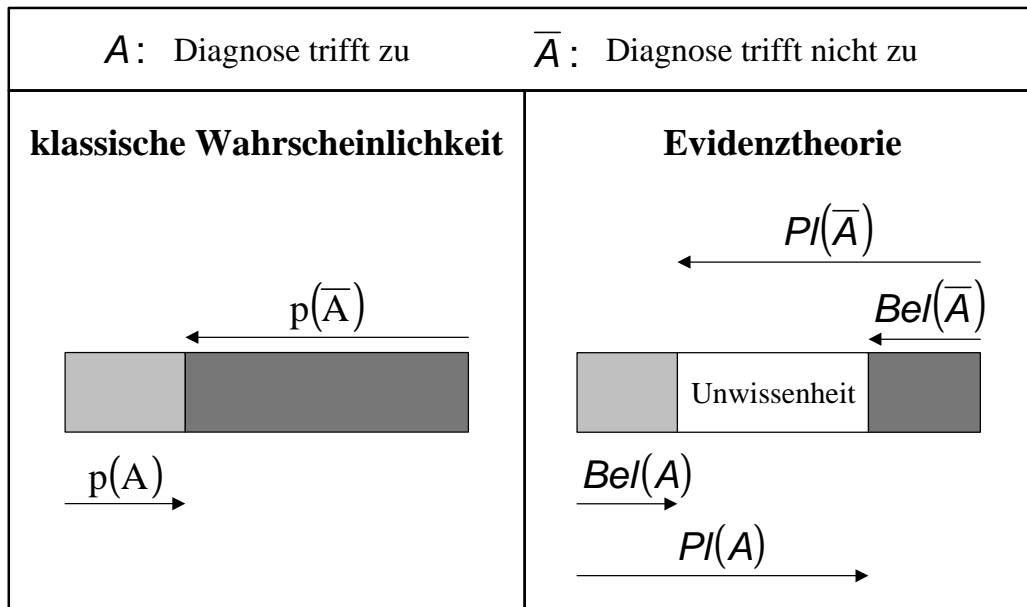 A: Diagnose trifft zu A̅: Diagnose trifft nicht zu
klassische Wahrscheinlichkeit
p(A̅)
p(A)
Evidenztheorie
Pl(A̅)
Bel(A̅)
Unwissenheit
Bel(A)
Pl(A)